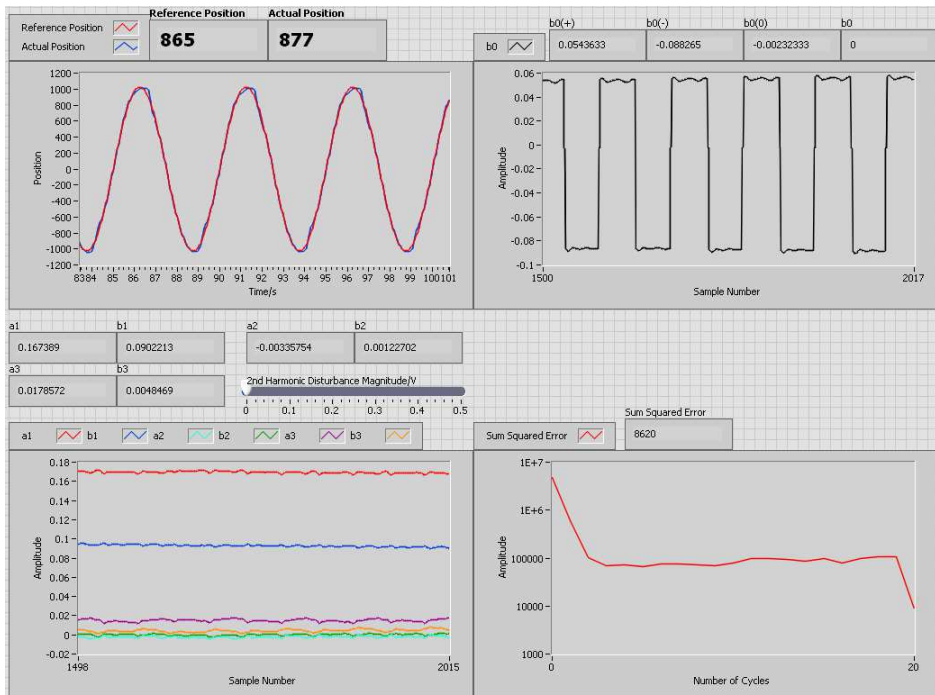 Reference Position
Actual Position
Reference Position
865
Actual Position
877
1200
1000
800
600
400
200
0
-200
-400
-600
-800
-1000
-1200
Position
8384 85 86 87 88 89 90 91 92 93 94 95 96 97 98 99 100101
Time/s
b0
b0(+) b0(-) b0(0) b0
0.0543633 -0.088265 -0.00232333 0
0.06
0.04
0.02
0
-0.02
-0.04
-0.06
-0.08
-0.1
Amplitude
1500 2017
Sample Number
a1 b1 a2 b2
0.167389 0.0902213 -0.00335754 0.00122702
a3 b3
0.0178572 0.0048469
2nd Harmonic Disturbance Magnitude/V
0 0.1 0.2 0.3 0.4 0.5
a1 b1 a2 b2 a3 b3
0.18
0.16
0.14
0.12
0.1
0.08
0.06
0.04
0.02
0
-0.02
Amplitude
1498 2015
Sample Number
Sum Squared Error
Sum Squared Error
8620
1E+7
1E+6
100000
10000
1000
Amplitude
0 20
Number of Cycles